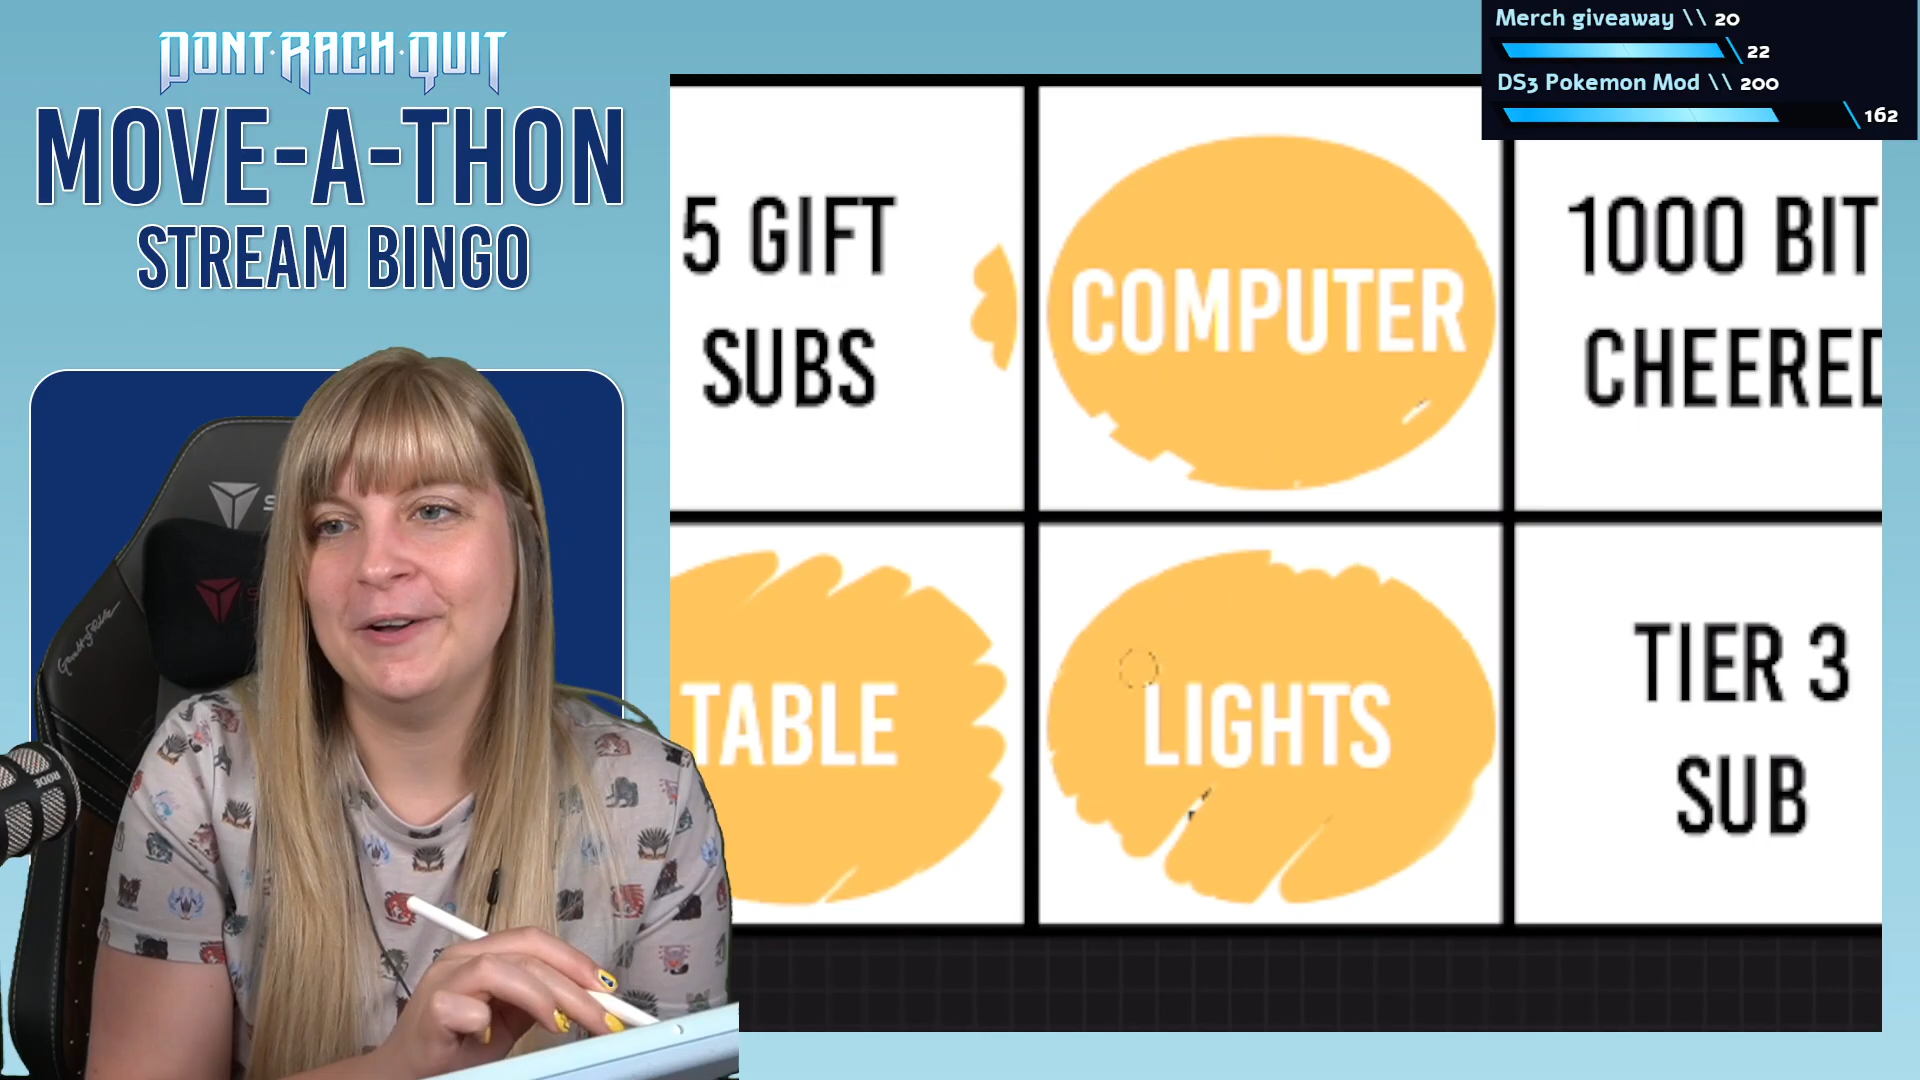 DONT·RACH·QUIT
MOVE-A-THON
STREAM BINGO
Merch giveaway \\ 20
22
DS3 Pokemon Mod \\ 200
162
5 GIFT
SUBS
COMPUTER
1000 BIT
CHEERED
TABLE
LIGHTS
TIER 3
SUB
RØDE